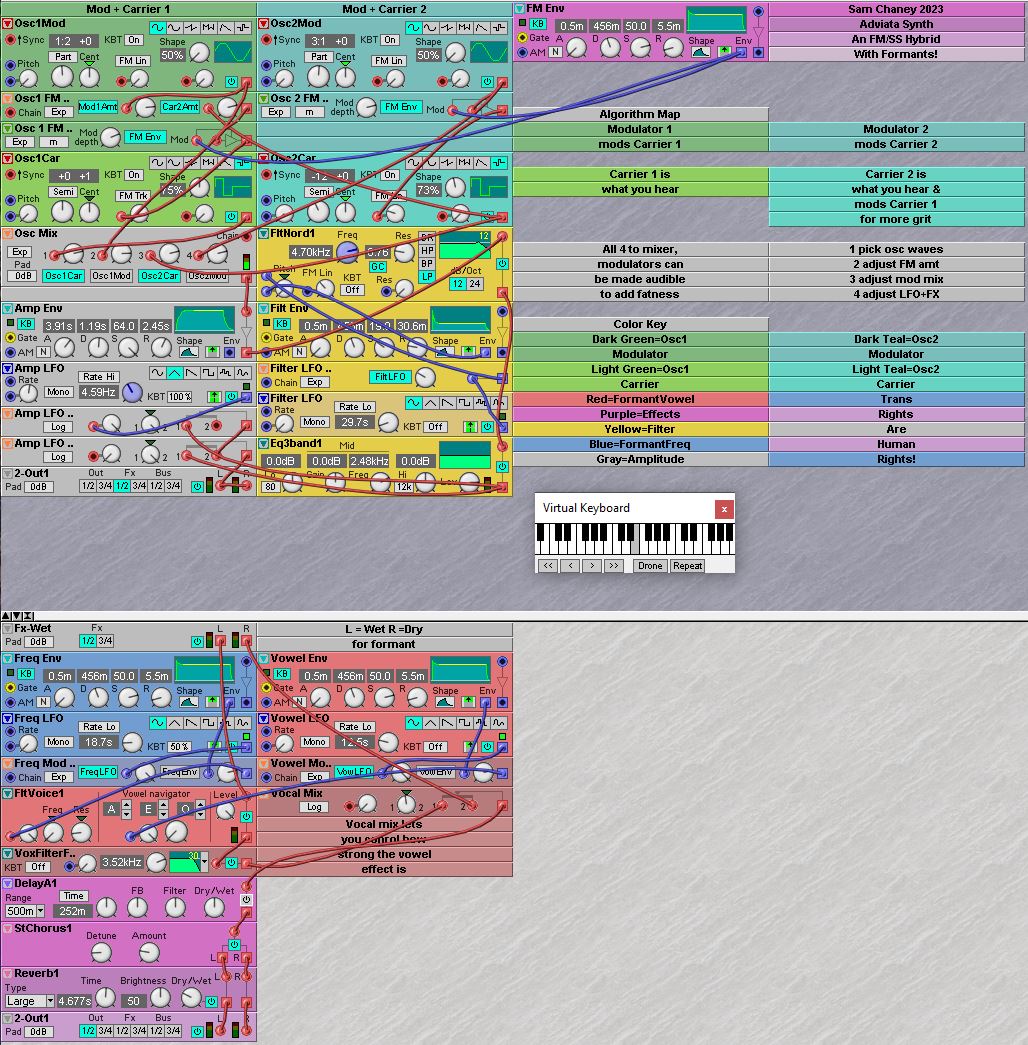 Mod + Carrier 1
Mod + Carrier 2
Osc1Mod
Sync 1:2 +0 KBT On Shape
Part Cent FM Lin 50%
Pitch
Osc2Mod
Sync 3:1 +0 KBT On Shape
Part Cent FM Lin 50%
Pitch
FM Env
KB 0.5m 456m 50.0 5.5m
Gate A D S R Shape Env
AM N
Sam Chaney 2023
Adviata Synth
An FM/SS Hybrid
With Formants!
Osc1 FM ..
Chain Exp Mod1Amt Car2Amt
Osc 2 FM ..
Exp m Mod depth FM Env Mod
Osc 1 FM ..
Exp m Mod depth FM Env Mod
Osc1Car
Sync +0 +1 KBT On Shape
Semi Cent FM Trk 75%
Pitch
Osc2Car
Sync -12 +0 KBT On Shape
Semi Cent 73%
Pitch
Algorithm Map
Modulator 1
mods Carrier 1
Modulator 2
mods Carrier 2
Carrier 1 is
what you hear
Carrier 2 is
what you hear &
mods Carrier 1
for more grit
All 4 to mixer,
modulators can
be made audible
to add fatness
1 pick osc waves
2 adjust FM amt
3 adjust mod mix
4 adjust LFO+FX
Osc Mix
Chain
Exp 1 2 3 4
Pad 0dB Osc1Car Osc1Mod Osc2Car Osc2Mod
FltNord1
4.70kHz Freq Res
Pitch FM Lin KBT Off GC Res
BR HP BP LP
12
dB/Oct
12 24
Amp Env
KB 3.91s 1.19s 64.0 2.45s
Gate A D S R Shape Env
AM N
Filt Env
KB 0.5m 30.6m
Gate A D S R Shape Env
AM N
Amp LFO
Rate Rate Hi
Mono 4.59Hz KBT 100%
Filter LFO ..
Chain Exp FiltLFO
Filter LFO
Rate Rate Lo
Mono 29.7s KBT Off
Amp LFO ..
Log 1 1 2 2
Amp LFO ..
Log 1 1 2 2
Eq3band1
Mid
0.0dB 0.0dB 2.48kHz 0.0dB
Lo 80 Gain Freq Hi 12k Lev
2-Out1
Out Fx Bus
Pad 0dB 1/2 3/4 1/2 3/4 1/2 3/4 L R
Color Key
Dark Green=Osc1
Modulator
Light Green=Osc1
Carrier
Red=FormantVowel
Purple=Effects
Yellow=Filter
Blue=FormantFreq
Gray=Amplitude
Dark Teal=Osc2
Modulator
Light Teal=Osc2
Carrier
Trans
Rights
Are
Human
Rights!
Virtual Keyboard x
<< < > >> Drone Repeat
Fx-Wet
Fx
Pad 0dB 1/2 3/4 L R
L = Wet R =Dry
for formant
Freq Env
KB 0.5m 456m 50.0 5.5m
Gate A D S R Shape Env
AM N
Vowel Env
KB 0.5m 456m 50.0 5.5m
Gate A D S R Shape Env
AM N
Freq LFO
Rate Rate Lo
Mono 18.7s KBT 50%
Vowel LFO
Rate Rate Lo
Mono 12.5s KBT Off
Freq Mod ..
Chain Exp FreqLFO FreqEnv
Vowel Mo..
Chain Exp VowLFO VowEnv
FltVoice1
Vowel navigator Level
Freq Res A E O
Vocal Mix
Log 1 1 2 2
Vocal mix lets
you control how
strong the vowel
effect is
VoxFilterF..
KBT Off 3.52kHz 30
DelayA1
Range Time FB Filter Dry/Wet
500m 252m
StChorus1
Detune Amount
L R
Reverb1
Type Time Brightness Dry/Wet L R
Large 4.677s 50
2-Out1
Out Fx Bus
Pad 0dB 1/2 3/4 1/2 3/4 1/2 3/4 L R